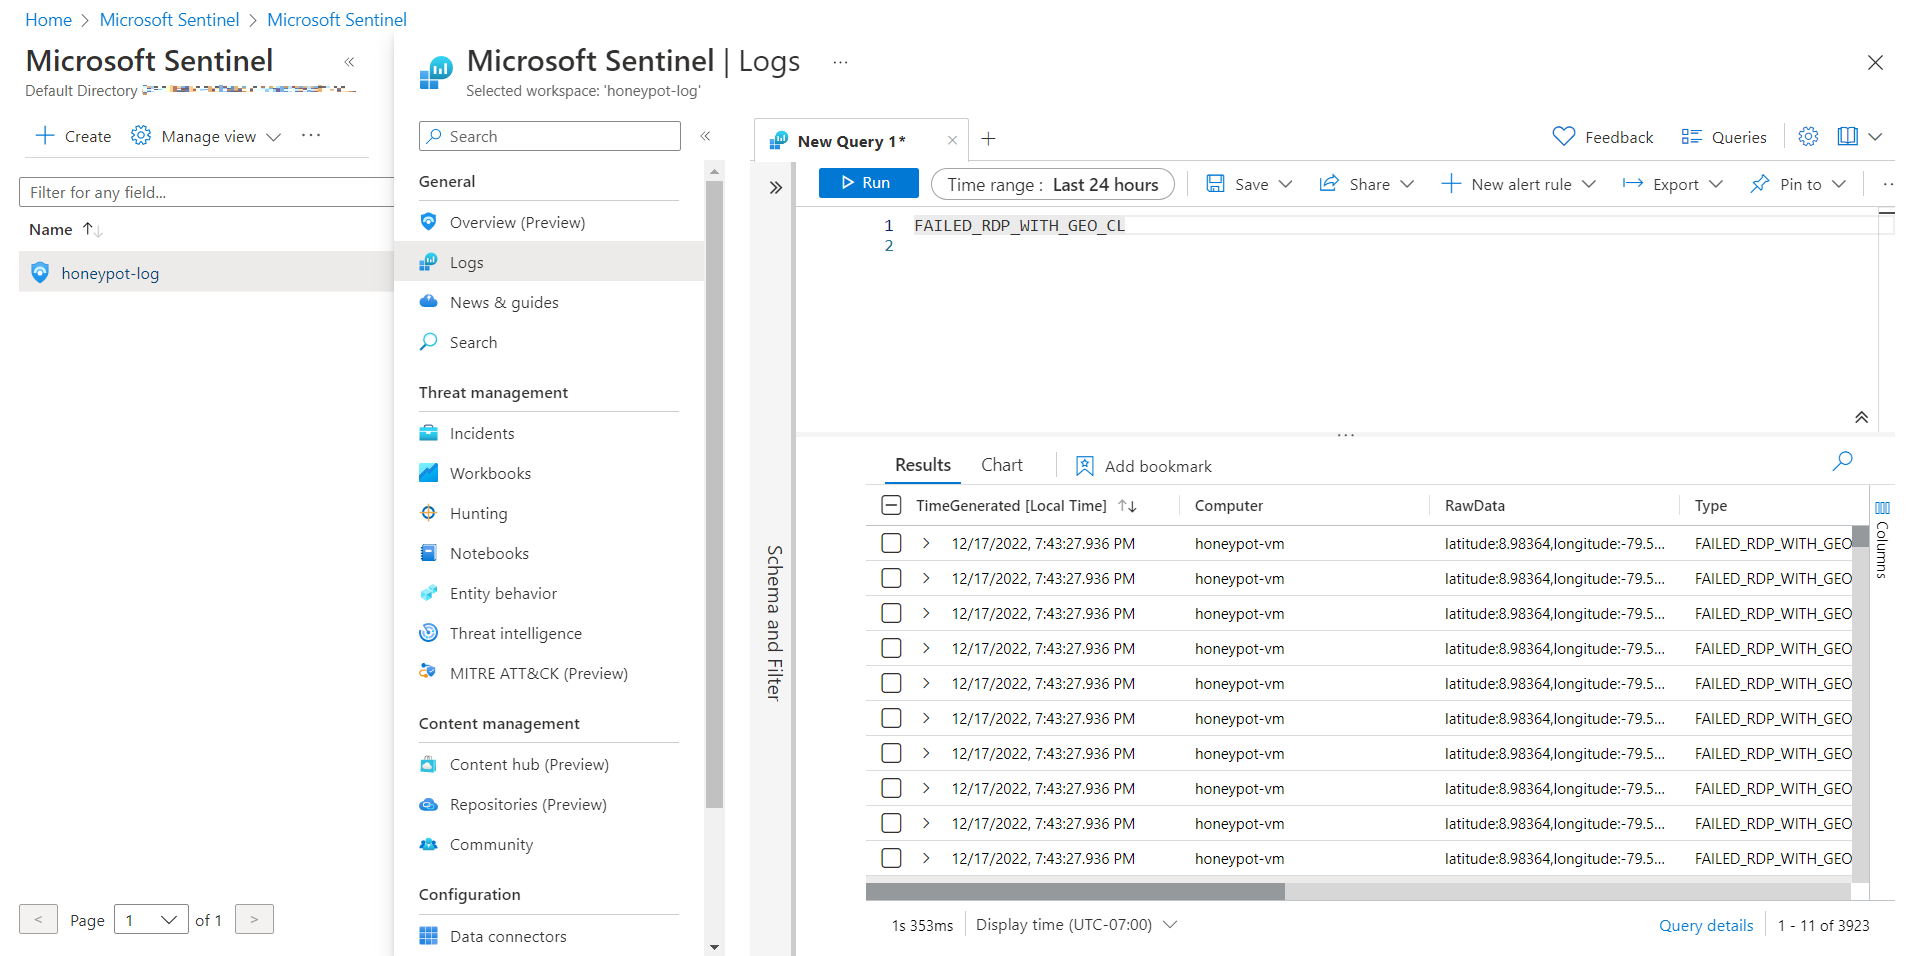 Home > Microsoft Sentinel > Microsoft Sentinel
Microsoft Sentinel «
Default Directory
+ Create Manage view ···
Filter for any field...
Name ↑↓
honeypot-log
< Page 1 of 1 >
Microsoft Sentinel | Logs ···
Selected workspace: 'honeypot-log'
Search «
General
Overview (Preview)
Logs
News & guides
Search
Threat management
Incidents
Workbooks
Hunting
Notebooks
Entity behavior
Threat intelligence
MITRE ATT&CK (Preview)
Content management
Content hub (Preview)
Repositories (Preview)
Community
Configuration
Data connectors
New Query 1* × +
Feedback Queries
Run Time range : Last 24 hours Save Share New alert rule Export Pin to
1 FAILED_RDP_WITH_GEO_CL
2
Schema and Filter
Results Chart Add bookmark
TimeGenerated [Local Time] ↑↓ Computer RawData Type
12/17/2022, 7:43:27.936 PM honeypot-vm latitude:8.98364,longitude:-79.5... FAILED_RDP_WITH_GEO
12/17/2022, 7:43:27.936 PM honeypot-vm latitude:8.98364,longitude:-79.5... FAILED_RDP_WITH_GEO
12/17/2022, 7:43:27.936 PM honeypot-vm latitude:8.98364,longitude:-79.5... FAILED_RDP_WITH_GEO
12/17/2022, 7:43:27.936 PM honeypot-vm latitude:8.98364,longitude:-79.5... FAILED_RDP_WITH_GEO
12/17/2022, 7:43:27.936 PM honeypot-vm latitude:8.98364,longitude:-79.5... FAILED_RDP_WITH_GEO
12/17/2022, 7:43:27.936 PM honeypot-vm latitude:8.98364,longitude:-79.5... FAILED_RDP_WITH_GEO
12/17/2022, 7:43:27.936 PM honeypot-vm latitude:8.98364,longitude:-79.5... FAILED_RDP_WITH_GEO
12/17/2022, 7:43:27.936 PM honeypot-vm latitude:8.98364,longitude:-79.5... FAILED_RDP_WITH_GEO
12/17/2022, 7:43:27.936 PM honeypot-vm latitude:8.98364,longitude:-79.5... FAILED_RDP_WITH_GEO
12/17/2022, 7:43:27.936 PM honeypot-vm latitude:8.98364,longitude:-79.5... FAILED_RDP_WITH_GEO
Columns
1s 353ms Display time (UTC-07:00) Query details 1 - 11 of 3923